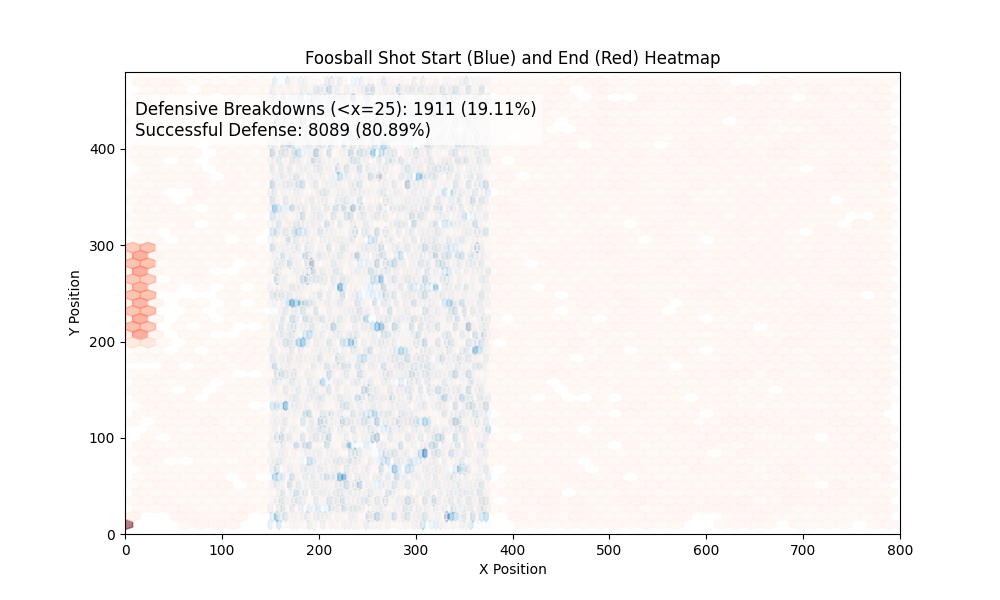 Foosball Shot Start (Blue) and End (Red) Heatmap
Defensive Breakdowns (<x=25): 1911 (19.11%)
Successful Defense: 8089 (80.89%)
Y Position
400
300
200
100
0
0 100 200 300 400 500 600 700 800
X Position